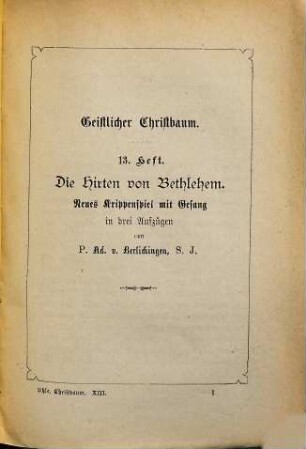 Geistlicher Christbaum.
13. Heft.
Die Hirten von Bethlehem.
Neues Krippenspiel mit Gesang
in drei Aufzügen
von
P. Ad. v. Berlichingen, S. J.
Christbaum. XIII.
1